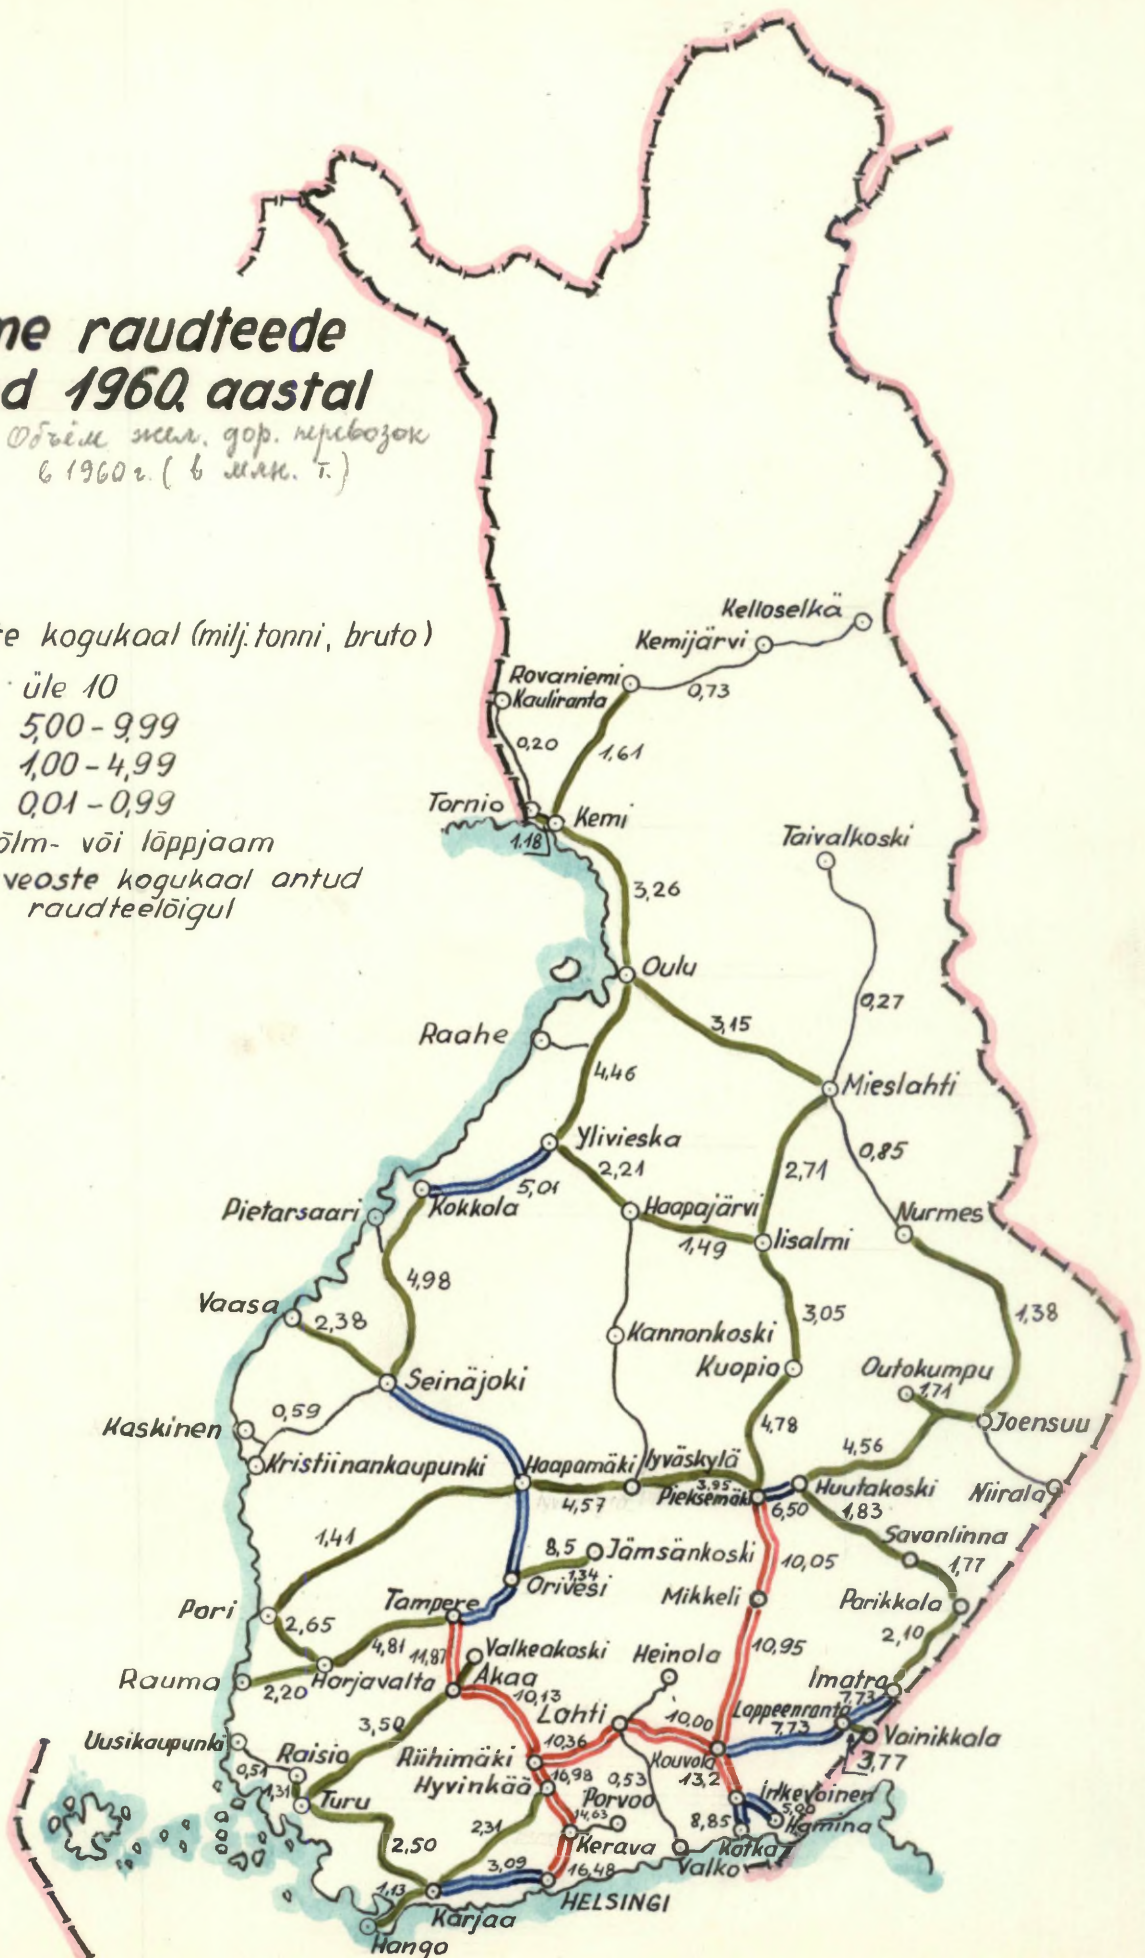 me raudteede
d 1960. aastal
Объём жел. дор. перевозок
в 1960 г. (в млн. т.)
te kogukaal (milj. tonni, bruto)
üle 10
5,00 - 9,99
1,00 - 4,99
0,01 - 0,99
õlm- või lõppjaam
veoste kogukaal antud
raudteelõigul
Kelloselkä
Kemijärvi
Rovaniemi
0,73
Kauliranta
0,20
1,61
Tornio
Kemi
1.18
Taivalkoski
3,26
Oulu
0,27
Raahe
3,15
4,46
Mieslahti
Ylivieska
0,85
2,21
2,71
5,01
Pietarsaari
Kokkola
Haapajärvi
Nurmes
1,49
Iisalmi
4,98
Vaasa
2,38
3,05
1,38
Kannonkoski
Kuopio
Outokumpu
1,71
Seinäjoki
0,59
Kaskinen
4,78
Joensuu
4,56
Kristiinankaupunki
Haapamäki
Jyväskylä
3,95
Pieksemäki
Huutakoski
Niirala
4,57
6,50
1,83
1,41
Savonlinna
8,5
Jämsänkoski
1,34
10,05
1,77
Orivesi
Pori
Tampere
Mikkeli
Parikkala
2,65
4,81
11,87
Valkeakoski
Heinola
10,95
2,10
Rauma
2,20
Harjavalta
Akaa
10,13
Imatra
7,73
Lahti
10,00
Lappeenranta
3,50
7,73
Vainikkala
Uusikaupunki
Raisio
Riihimäki
10,36
Kouvola
3,77
0,51
Hyvinkää
16,98
0,53
13,2
1,31
Turu
Porvoo
Inkeroinen
14,63
5,00
Hamina
2,31
Kerava
8,85
Kotka
2,50
3,09
16,48
Valko
1,13
HELSINGI
Karjaa
Hango